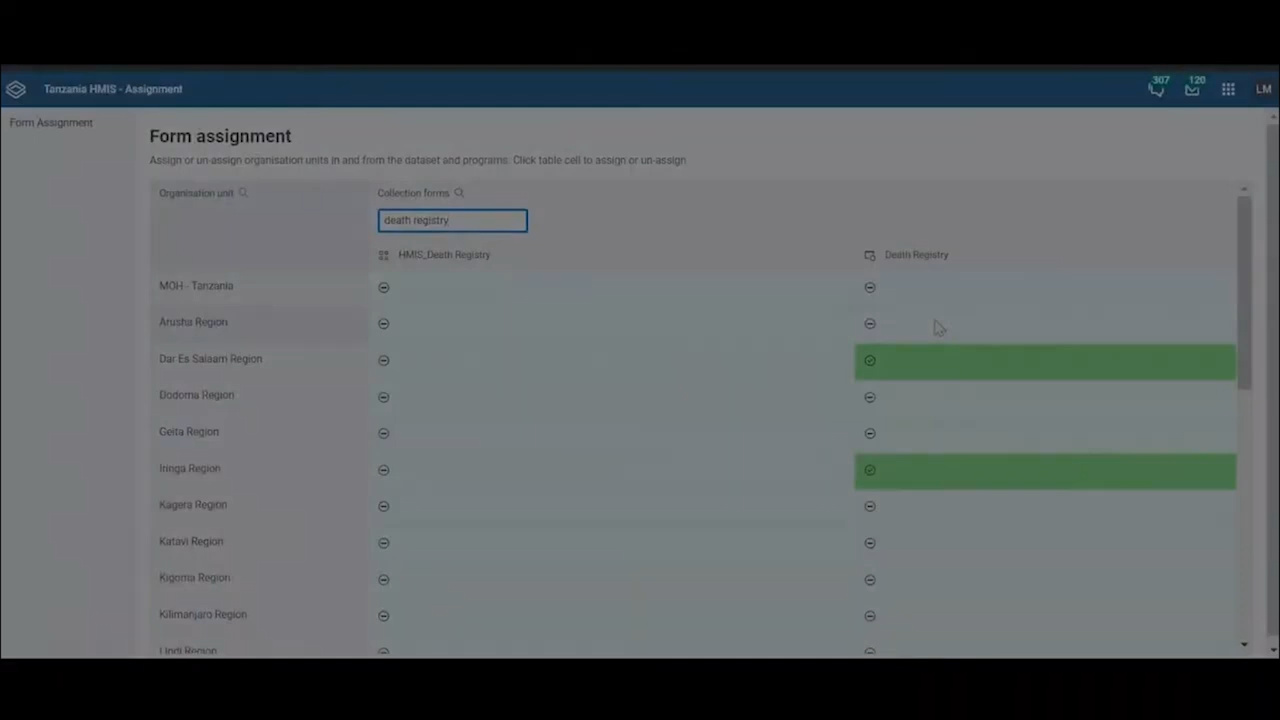 Tanzania HMIS - Assignment
307
120
LM
Form Assignment
Form assignment
Assign or un-assign organisation units in and from the dataset and programs. Click table cell to assign or un-assign
Organisation unit
Collection forms
death registry
HMIS_Death Registry
Death Registry
MOH - Tanzania
Arusha Region
Dar Es Salaam Region
Dodoma Region
Geita Region
Iringa Region
Kagera Region
Katavi Region
Kigoma Region
Kilimanjaro Region
Lindi Region